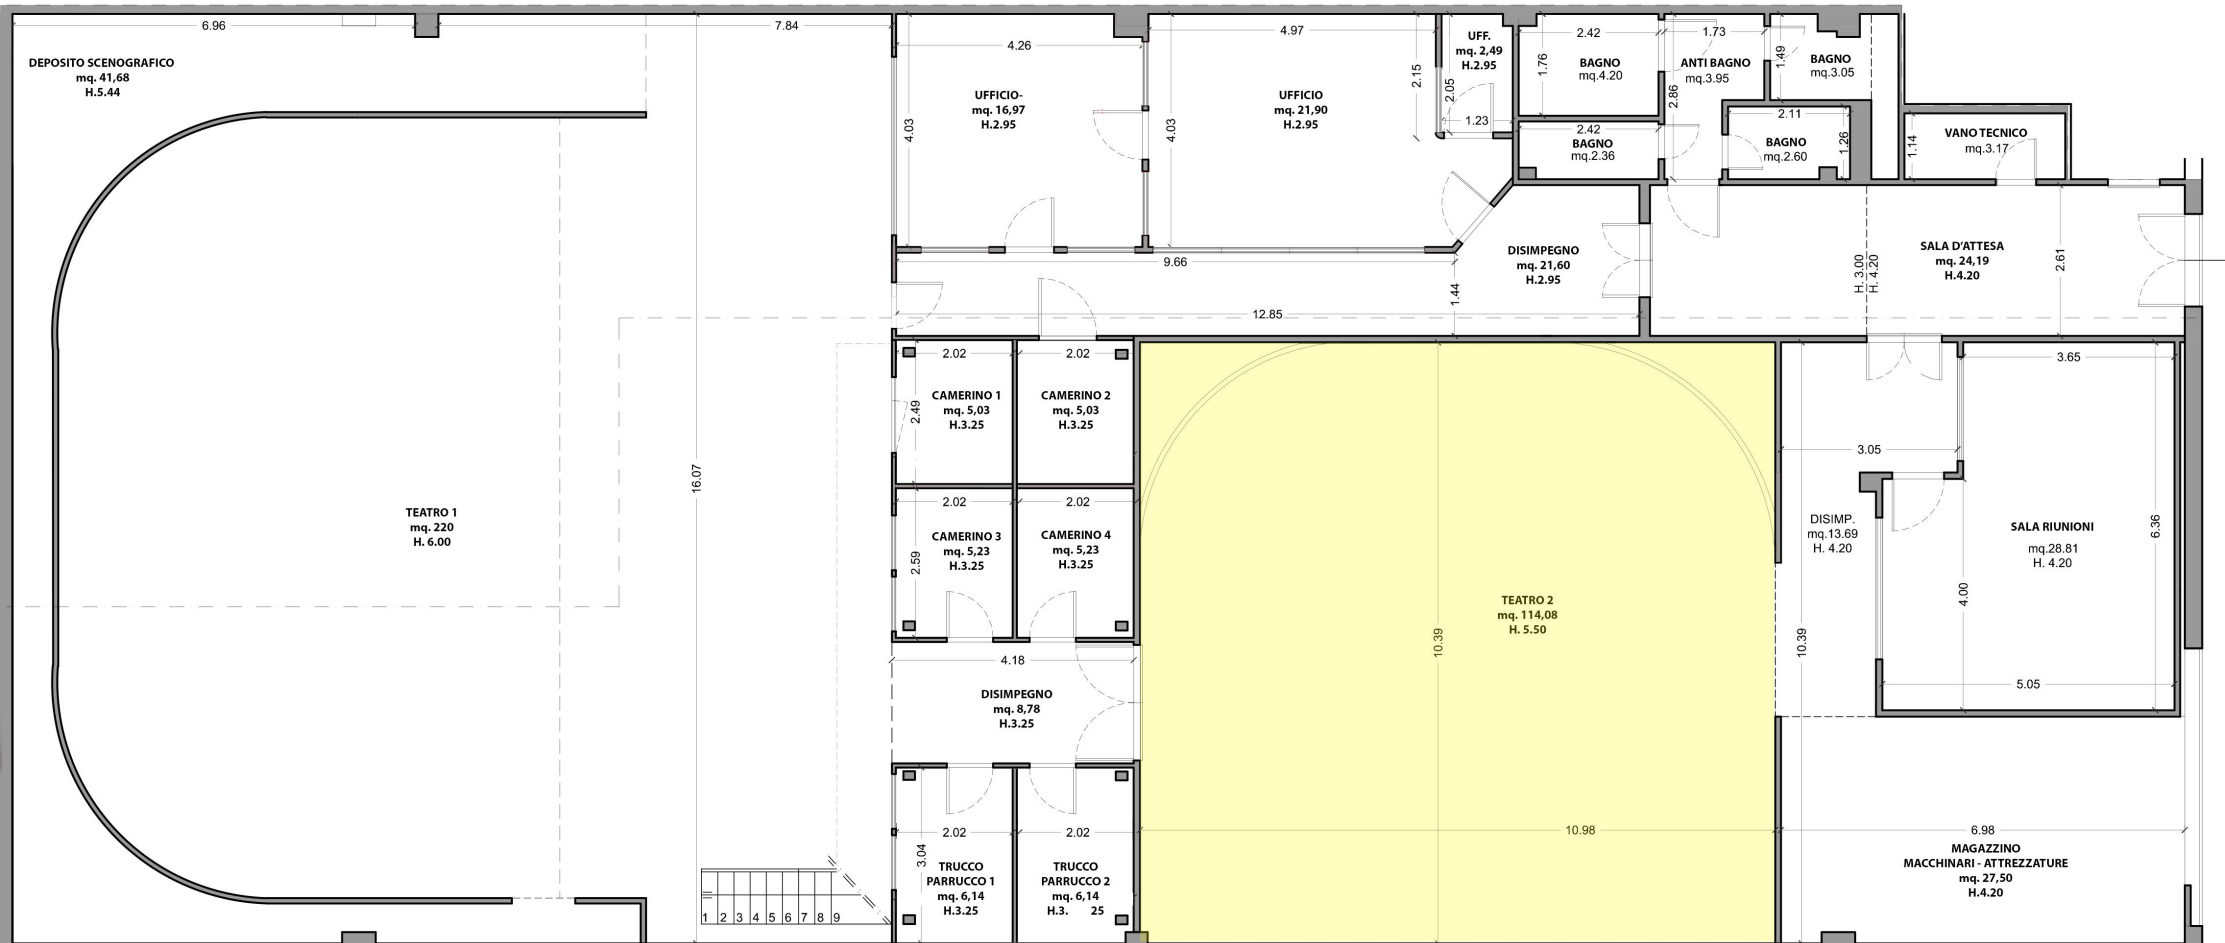 6.96
7.84
DEPOSITO SCENOGRAFICO
mq. 41,68
H.5.44
4.26
UFFICIO-
mq. 16,97
H.2.95
4.03
4.97
UFFICIO
mq. 21,90
H.2.95
4.03
2.15
UFF.
mq. 2,49
H.2.95
2.05
1.23
2.42
1.76
BAGNO
mq.4.20
2.42
BAGNO
mq.2.36
1.73
ANTI BAGNO
mq.3.95
2.86
1.49
BAGNO
mq.3.05
2.11
BAGNO
mq.2.60
1.26
1.14
VANO TECNICO
mq.3.17
9.66
1.44
12.85
DISIMPEGNO
mq. 21,60
H.2.95
H. 3.00
H. 4.20
SALA D'ATTESA
mq. 24,19
H.4.20
2.61
TEATRO 1
mq. 220
H. 6.00
16.07
2.02
2.49
CAMERINO 1
mq. 5,03
H.3.25
2.02
CAMERINO 2
mq. 5,03
H.3.25
2.02
2.59
CAMERINO 3
mq. 5,23
H.3.25
2.02
CAMERINO 4
mq. 5,23
H.3.25
4.18
DISIMPEGNO
mq. 8,78
H.3.25
2.02
3.04
TRUCCO
PARRUCCO 1
mq. 6,14
H.3.25
2.02
TRUCCO
PARRUCCO 2
mq. 6,14
H.3. 25
1 2 3 4 5 6 7 8 9
TEATRO 2
mq. 114,08
H. 5.50
10.39
10.98
3.05
DISIMP.
mq.13.69
H. 4.20
10.39
3.65
SALA RIUNIONI
mq.28.81
H. 4.20
6.36
4.00
5.05
6.98
MAGAZZINO
MACCHINARI - ATTREZZATURE
mq. 27,50
H.4.20